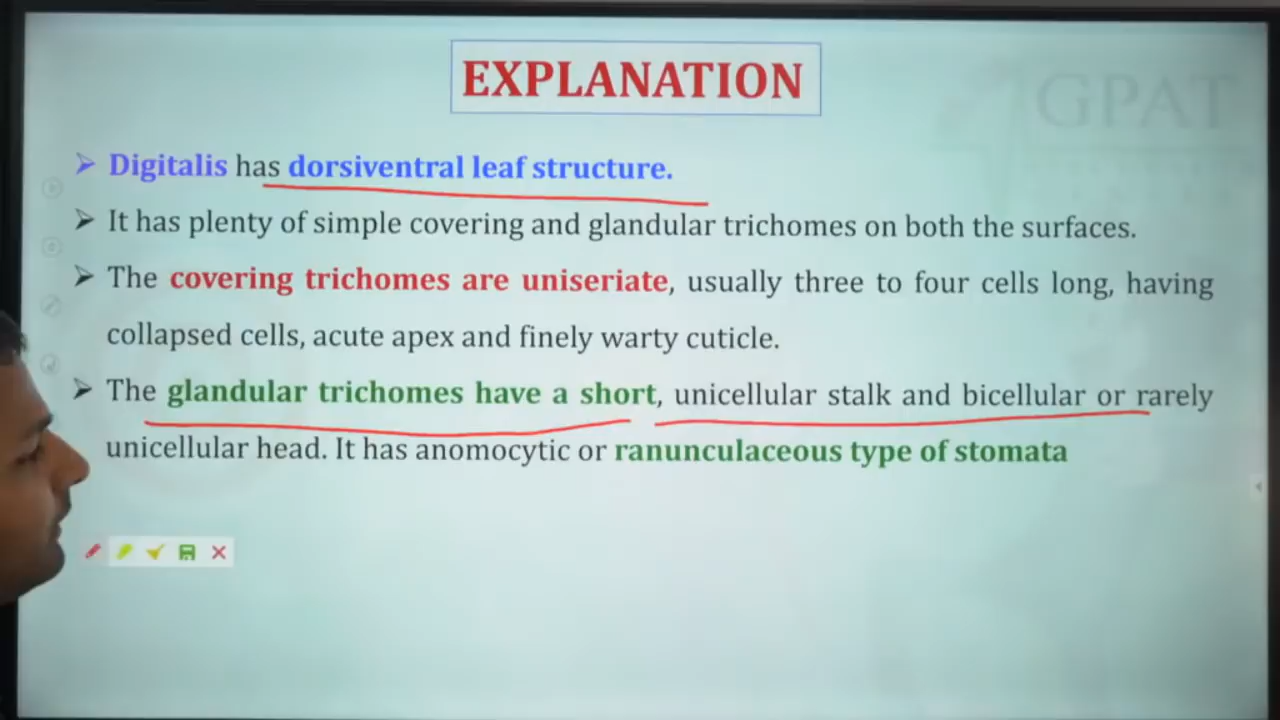 EXPLANATION
GPAT
➢ Digitalis has dorsiventral leaf structure.
➢ It has plenty of simple covering and glandular trichomes on both the surfaces.
➢ The covering trichomes are uniseriate, usually three to four cells long, having
collapsed cells, acute apex and finely warty cuticle.
➢ The glandular trichomes have a short, unicellular stalk and bicellular or rarely
unicellular head. It has anomocytic or ranunculaceous type of stomata